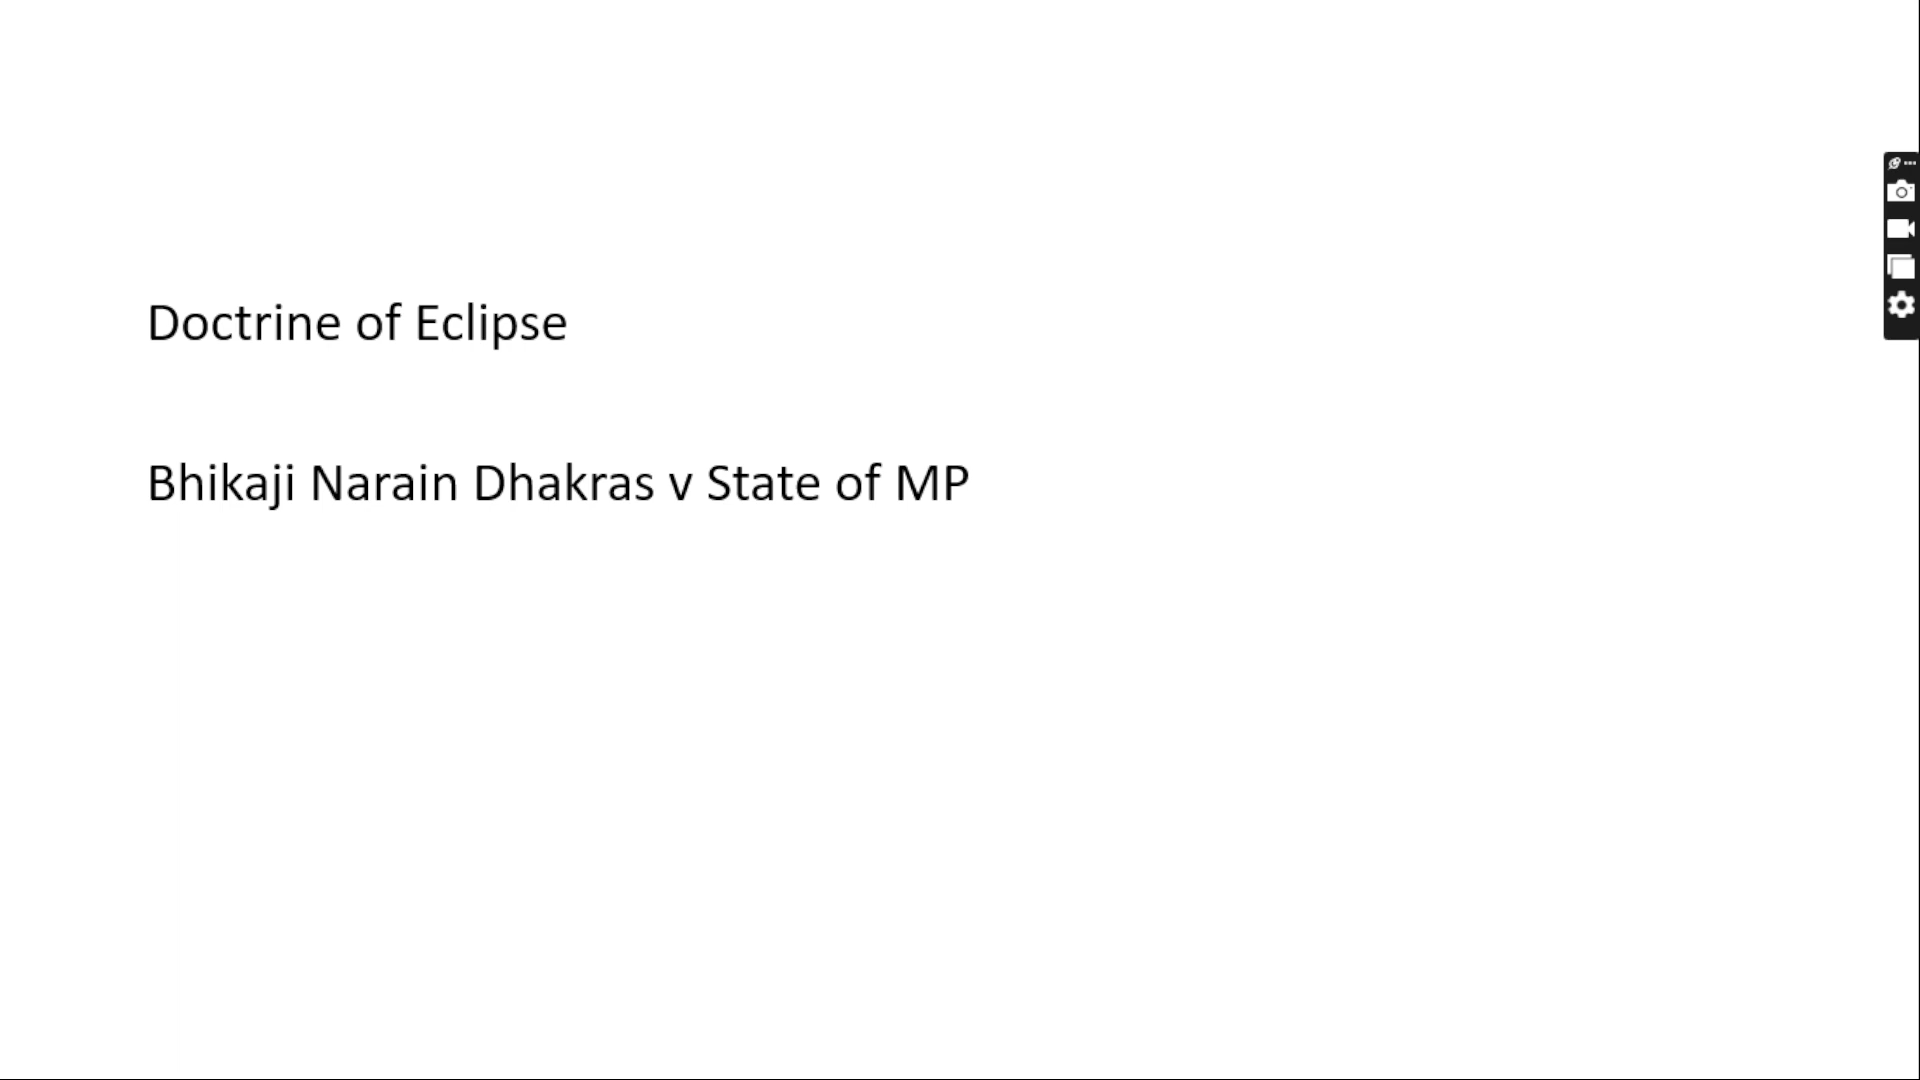 Doctrine of Eclipse
Bhikaji Narain Dhakras v State of MP